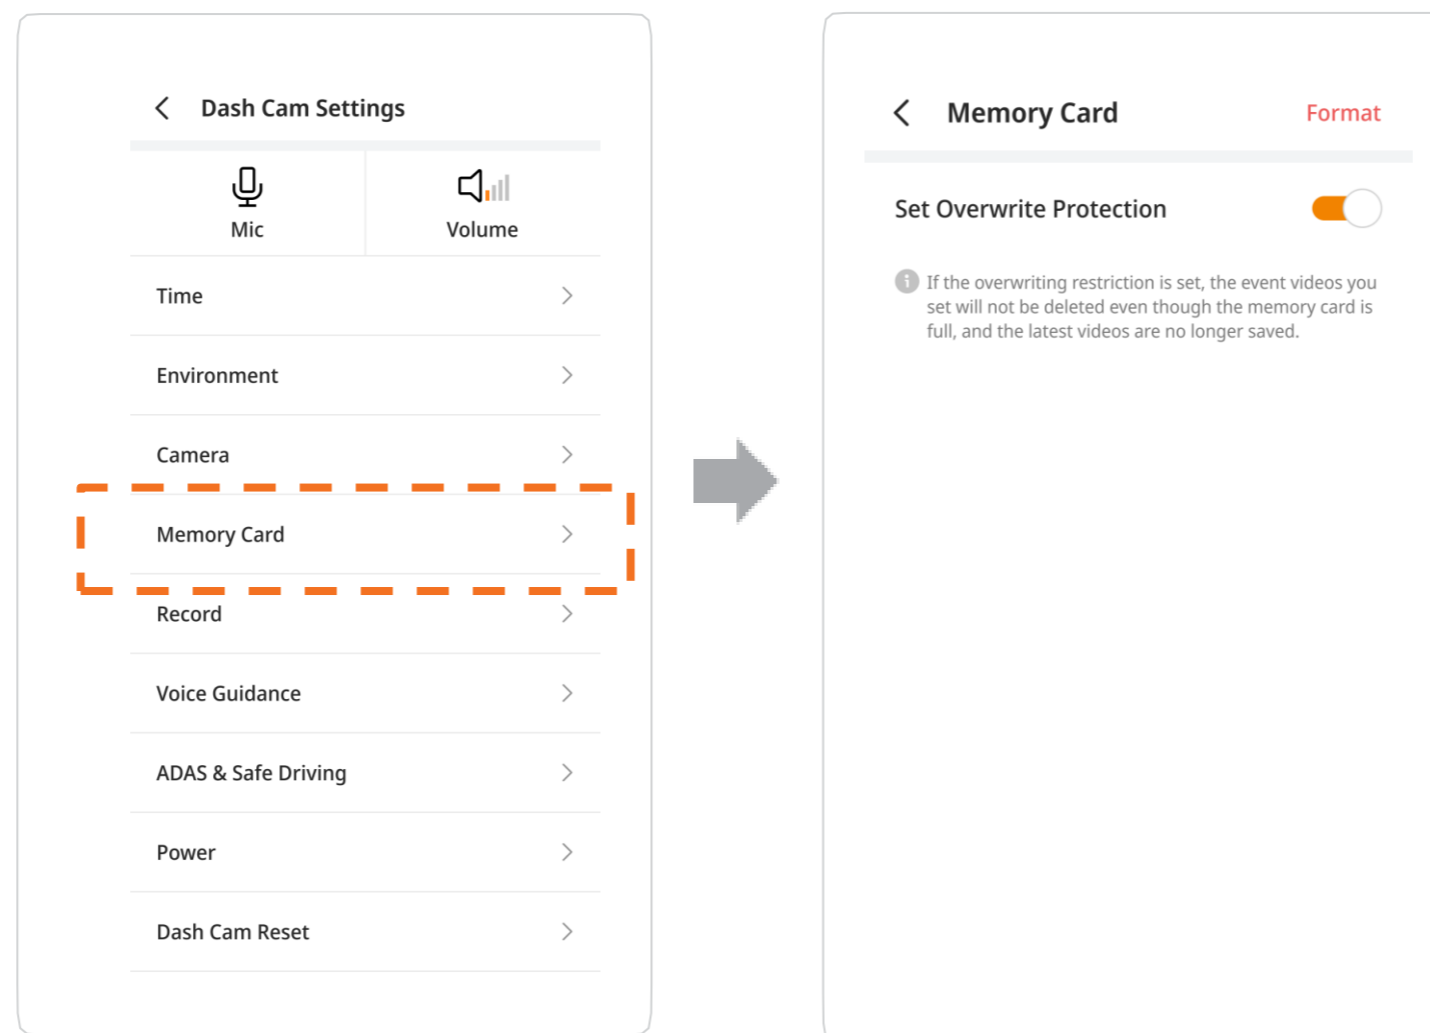 Dash Cam Settings
Mic
Volume
Time
Environment
Camera
Memory Card
Record
Voice Guidance
ADAS & Safe Driving
Power
Dash Cam Reset
Memory Card
Format
Set Overwrite Protection
If the overwriting restriction is set, the event videos you
set will not be deleted even though the memory card is
full, and the latest videos are no longer saved.